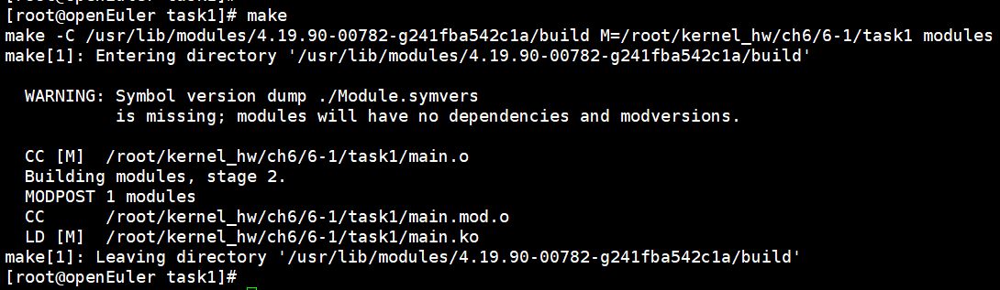 [root@openEuler task1]#
[root@openEuler task1]# make
make -C /usr/lib/modules/4.19.90-00782-g241fba542c1a/build M=/root/kernel_hw/ch6/6-1/task1 modules
make[1]: Entering directory '/usr/lib/modules/4.19.90-00782-g241fba542c1a/build'
WARNING: Symbol version dump ./Module.symvers
is missing; modules will have no dependencies and modversions.
CC [M]  /root/kernel_hw/ch6/6-1/task1/main.o
Building modules, stage 2.
MODPOST 1 modules
CC      /root/kernel_hw/ch6/6-1/task1/main.mod.o
LD [M]  /root/kernel_hw/ch6/6-1/task1/main.ko
make[1]: Leaving directory '/usr/lib/modules/4.19.90-00782-g241fba542c1a/build'
[root@openEuler task1]#